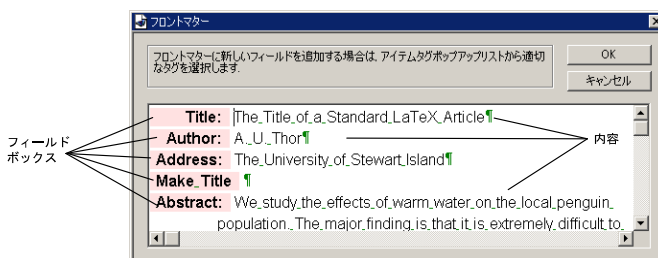 フロントマター
フロントマターに新しいフィールドを追加する場合は、アイテムタグポップアップリストから適切
なタグを選択します.
OK
キャンセル
フィールド
ボックス
Title: The_Title_of_a_Standard_LaTeX_Article¶
Author: A._U._Thor¶
Address: The_University_of_Stewart_Island¶
Make_Title ¶
Abstract: We_study_the_effects_of_warm_water_on_the_local_penguin_
population._The_major_finding_is_that_it_is_extremely_difficult_to_
内容